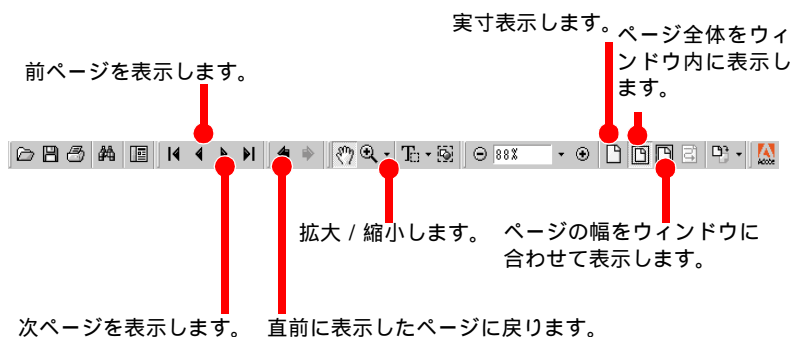 実寸表示します。
ページ全体をウィ
ンドウ内に表示し
ます。
前ページを表示します。
88%
Adobe
拡大 / 縮小します。
ページの幅をウィンドウに
合わせて表示します。
次ページを表示します。
直前に表示したページに戻ります。